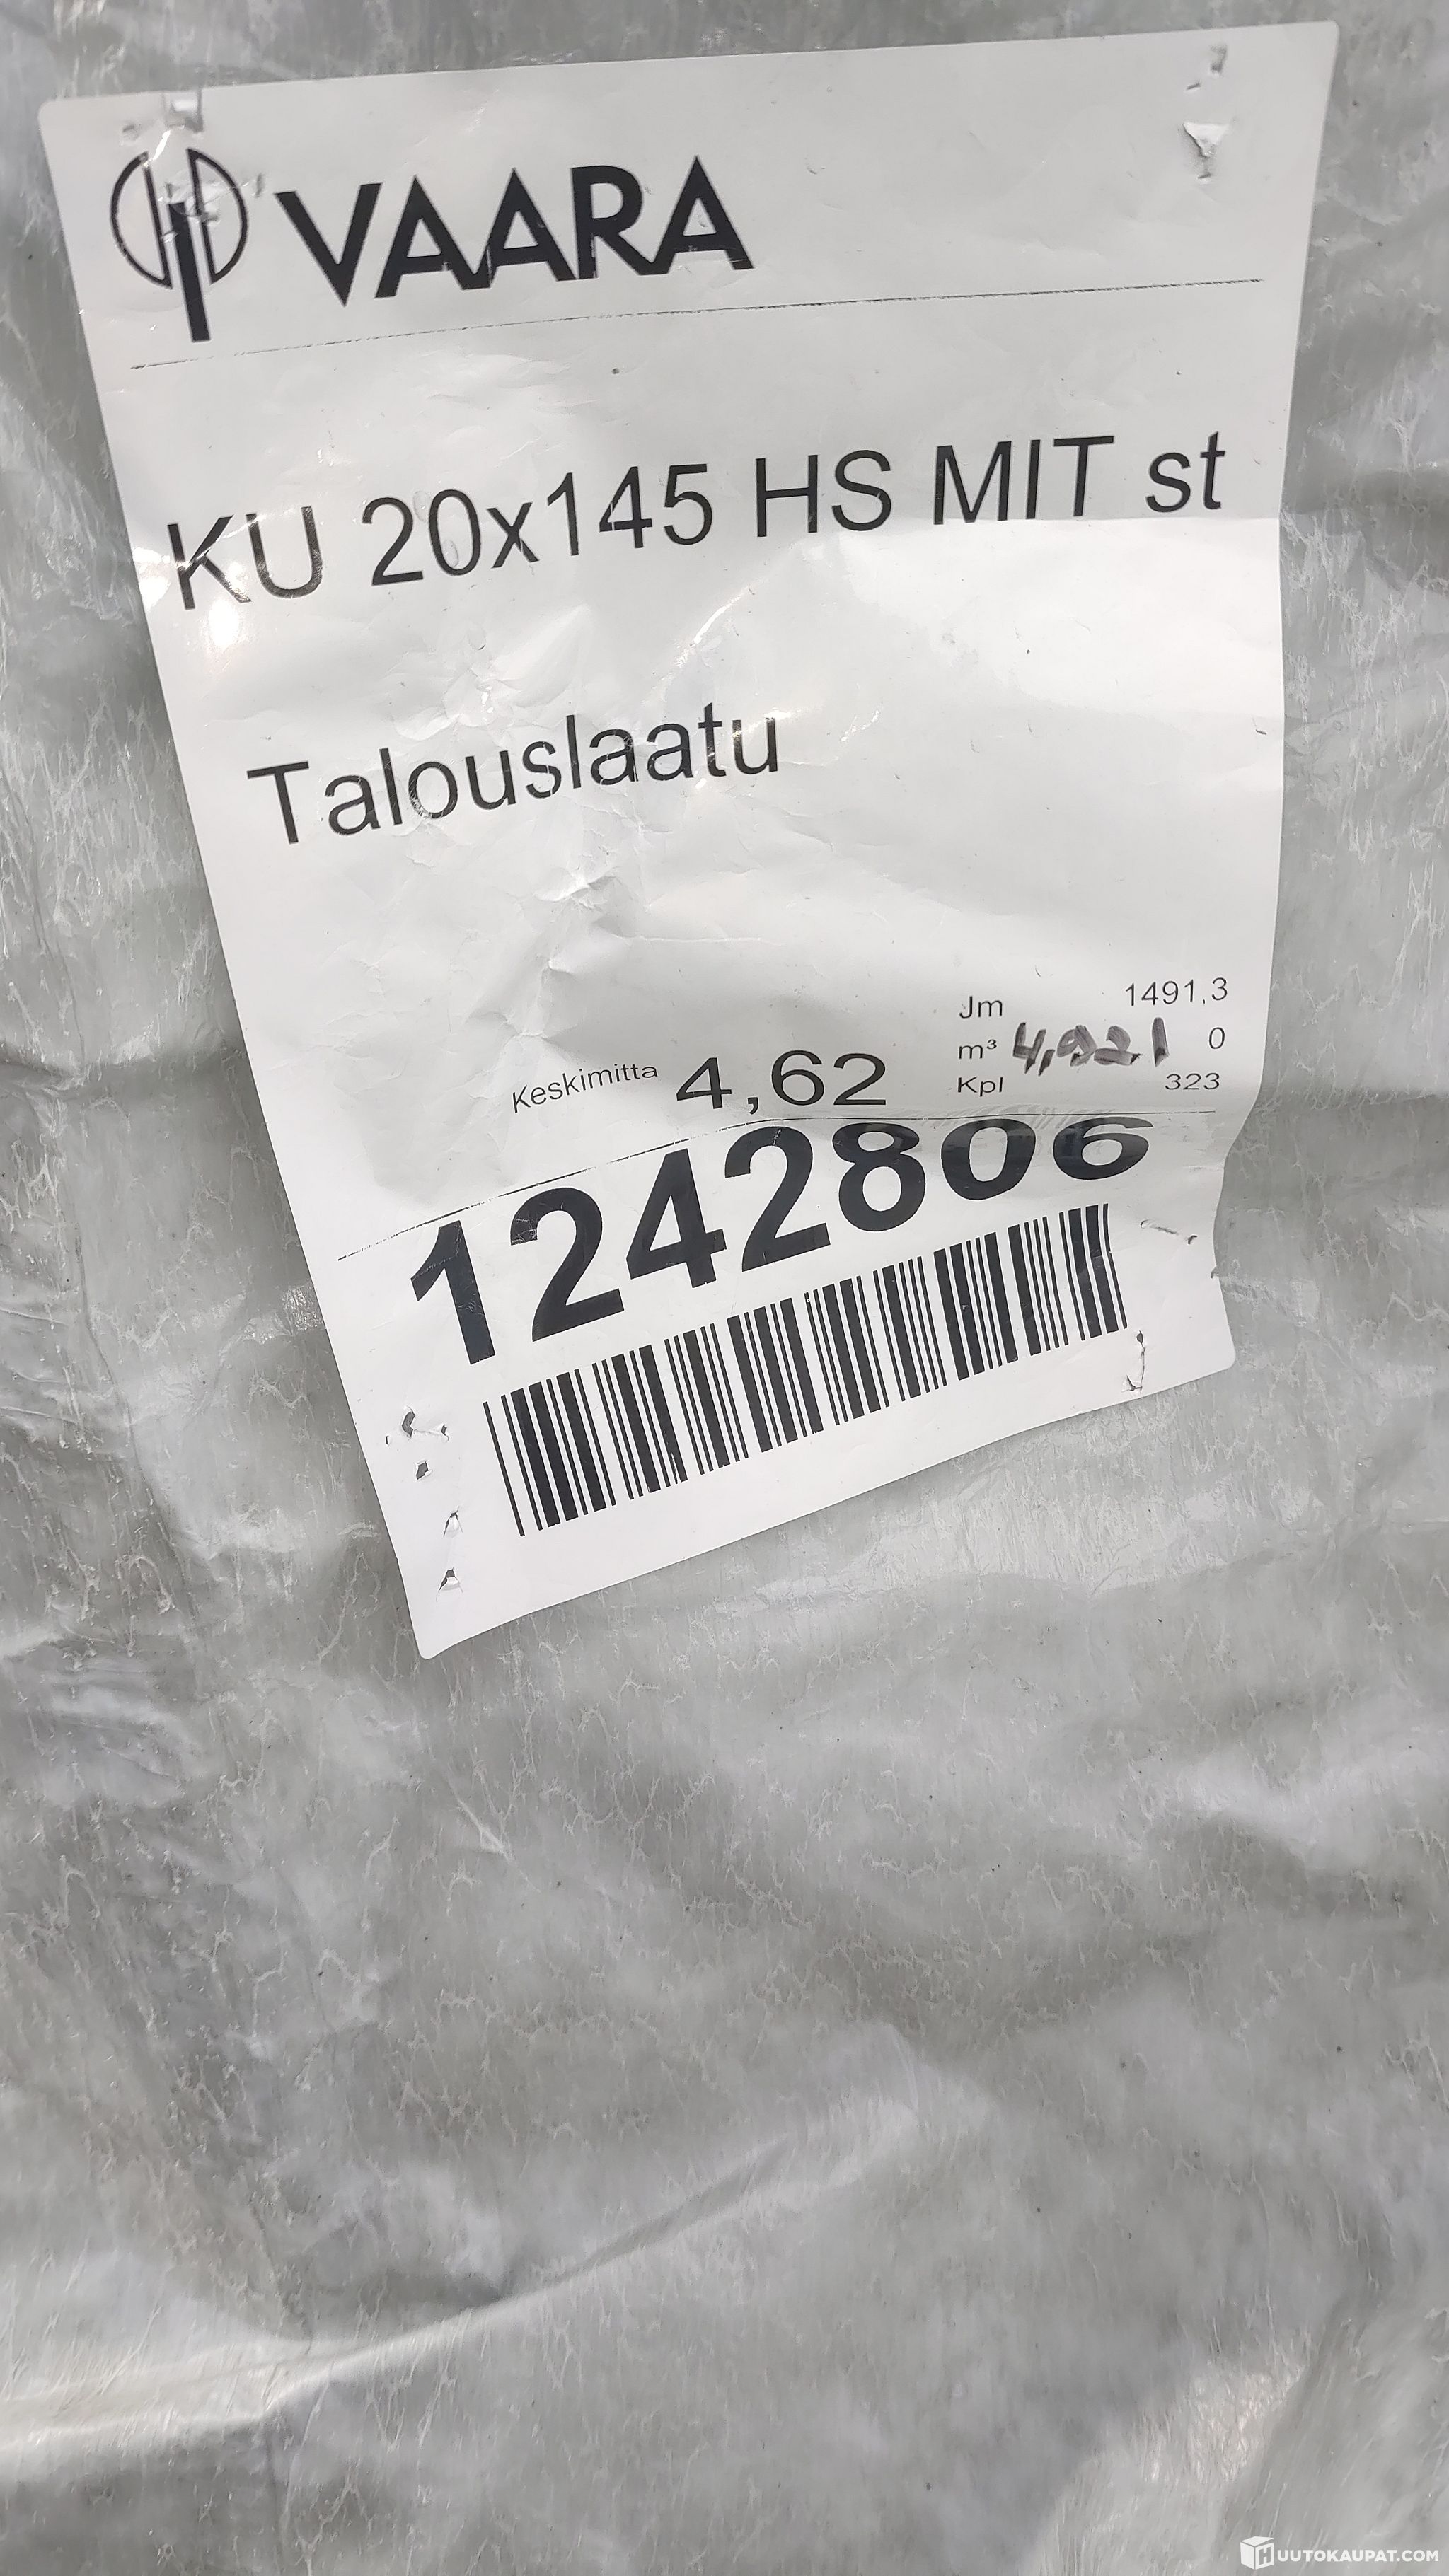 VAARA
KU 20x145 HS MIT st
Talouslaatu
Jm 1491,3
m³ 4,921 0
Keskimitta 4,62 Kpl 323
1242806
HUUTOKAUPAT.COM